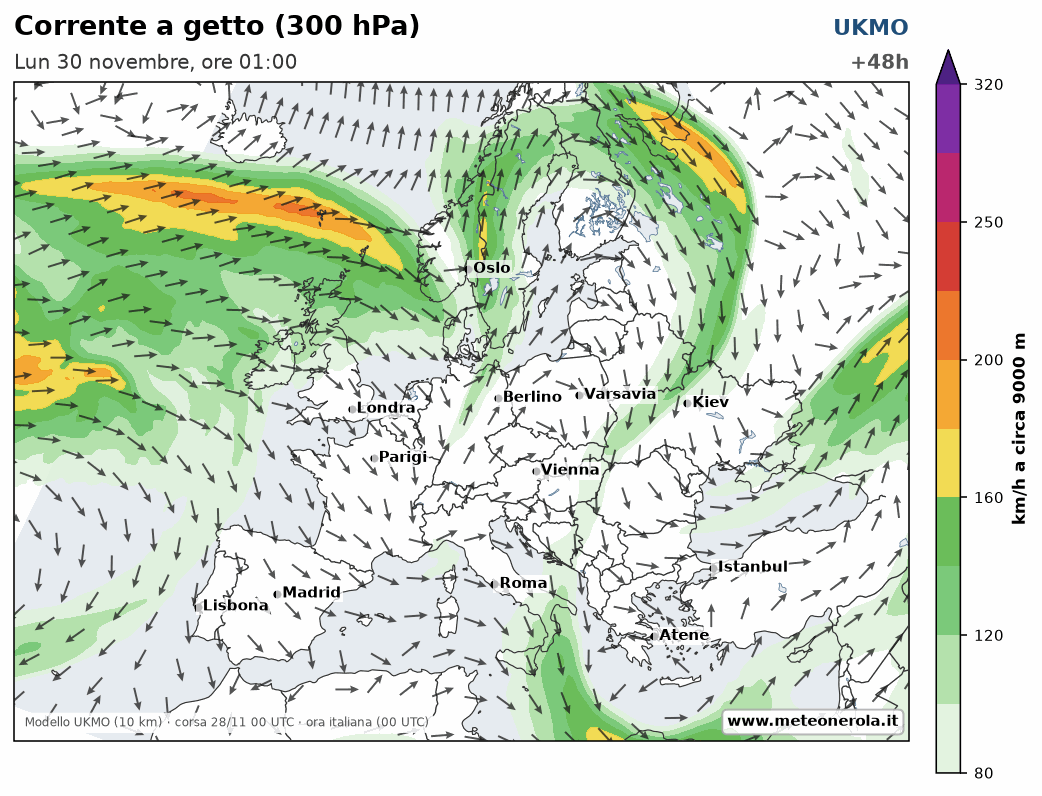 Corrente a getto (300 hPa)
UKMO
Lun 30 novembre, ore 01:00
+48h
320
250
200
160
120
80
km/h a circa 9000 m
Oslo
Berlino
Varsavia
Kiev
Londra
Parigi
Vienna
Istanbul
Roma
Madrid
Lisbona
Atene
Modello UKMO (10 km) · corsa 28/11 00 UTC · ora italiana (00 UTC)
www.meteonerola.it